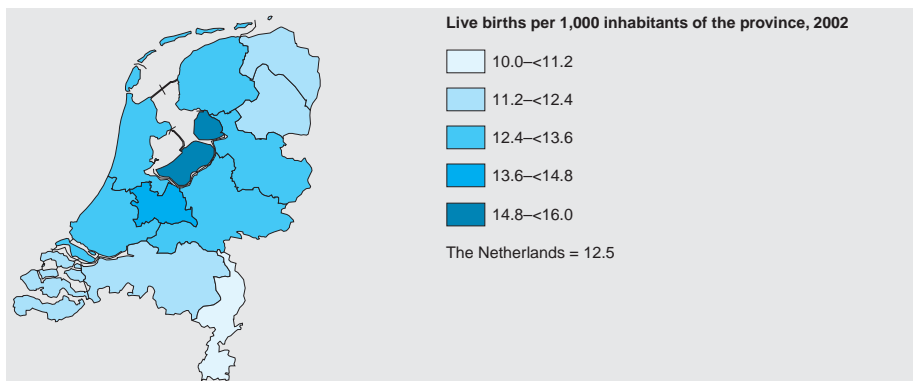 Live births per 1,000 inhabitants of the province, 2002
10.0–<11.2
11.2–<12.4
12.4–<13.6
13.6–<14.8
14.8–<16.0
The Netherlands = 12.5